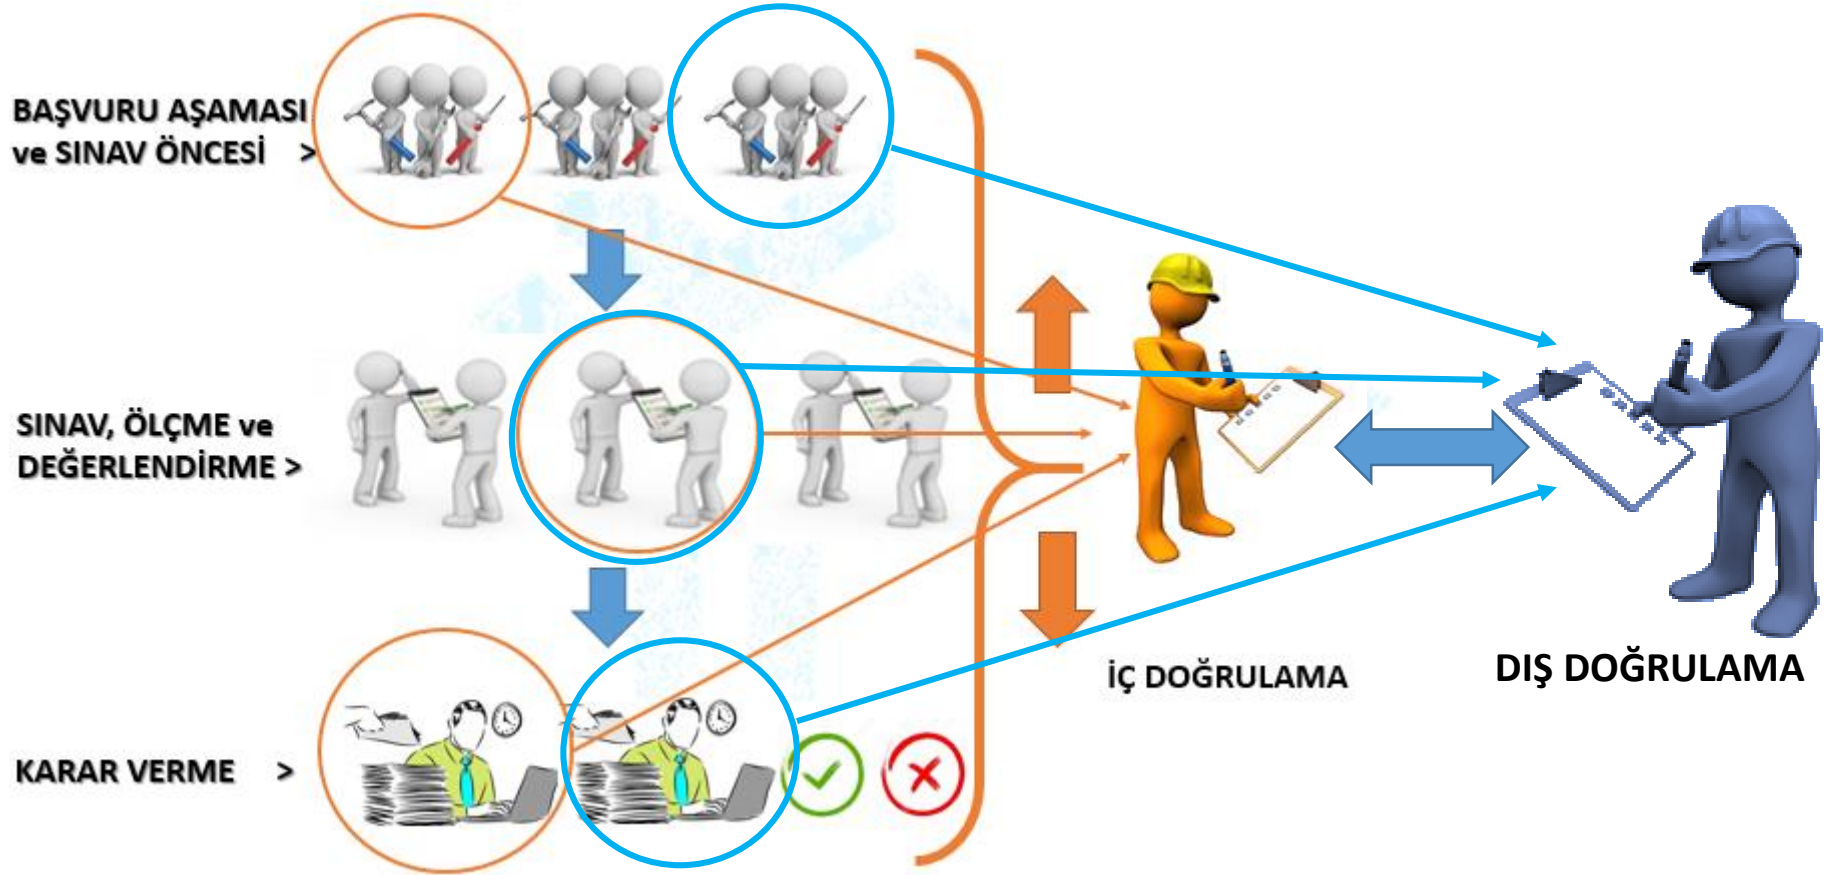 BAŞVURU AŞAMASI
ve SINAV ÖNCESİ >
SINAV, ÖLÇME ve
DEĞERLENDİRME >
KARAR VERME >
İÇ DOĞRULAMA
DIŞ DOĞRULAMA